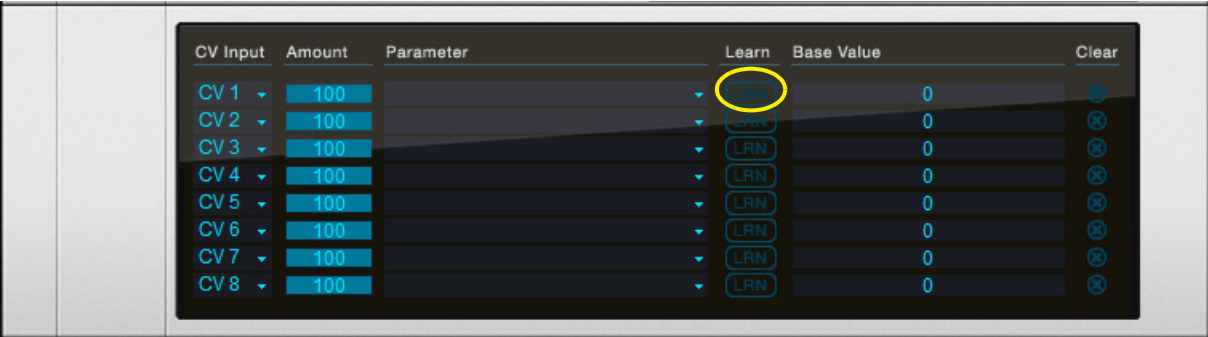 CV Input Amount Parameter Learn Base Value Clear
CV 1 100 LRN 0
CV 2 100 LRN 0
CV 3 100 LRN 0
CV 4 100 LRN 0
CV 5 100 LRN 0
CV 6 100 LRN 0
CV 7 100 LRN 0
CV 8 100 LRN 0